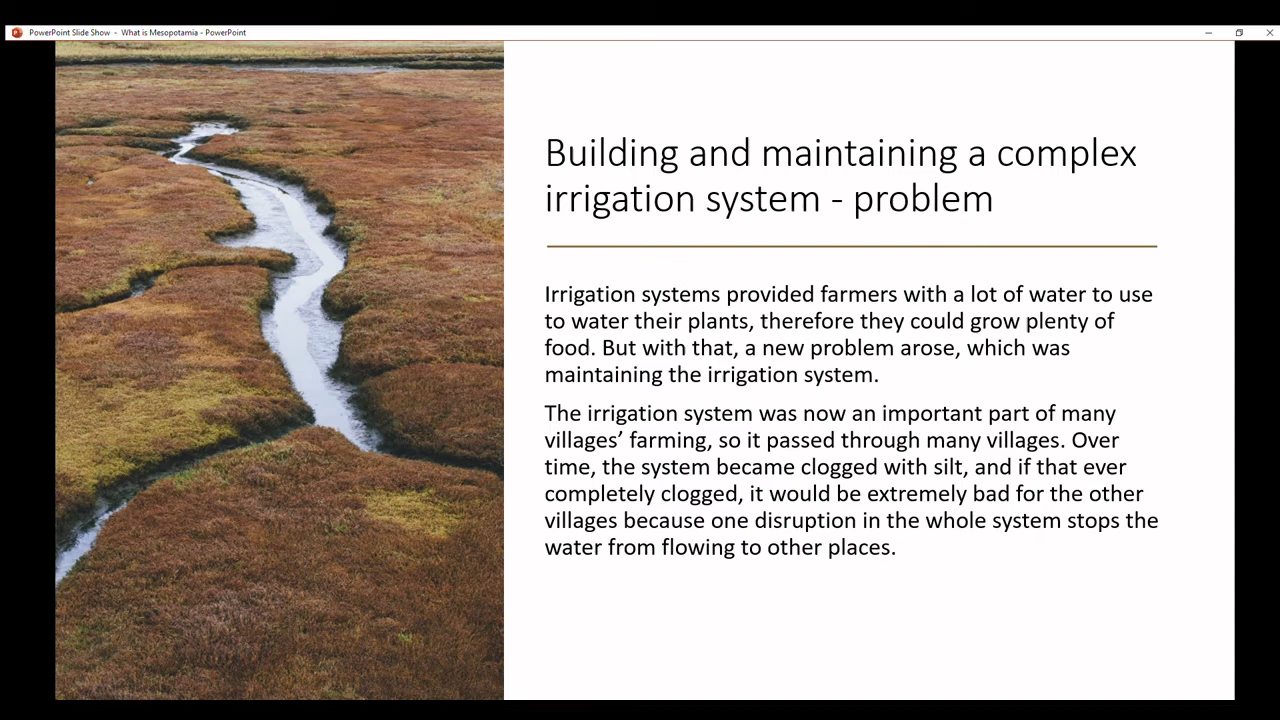 PowerPoint Slide Show - What is Mesopotamia - PowerPoint
Building and maintaining a complex
irrigation system - problem
Irrigation systems provided farmers with a lot of water to use
to water their plants, therefore they could grow plenty of
food. But with that, a new problem arose, which was
maintaining the irrigation system.
The irrigation system was now an important part of many
villages’ farming, so it passed through many villages. Over
time, the system became clogged with silt, and if that ever
completely clogged, it would be extremely bad for the other
villages because one disruption in the whole system stops the
water from flowing to other places.